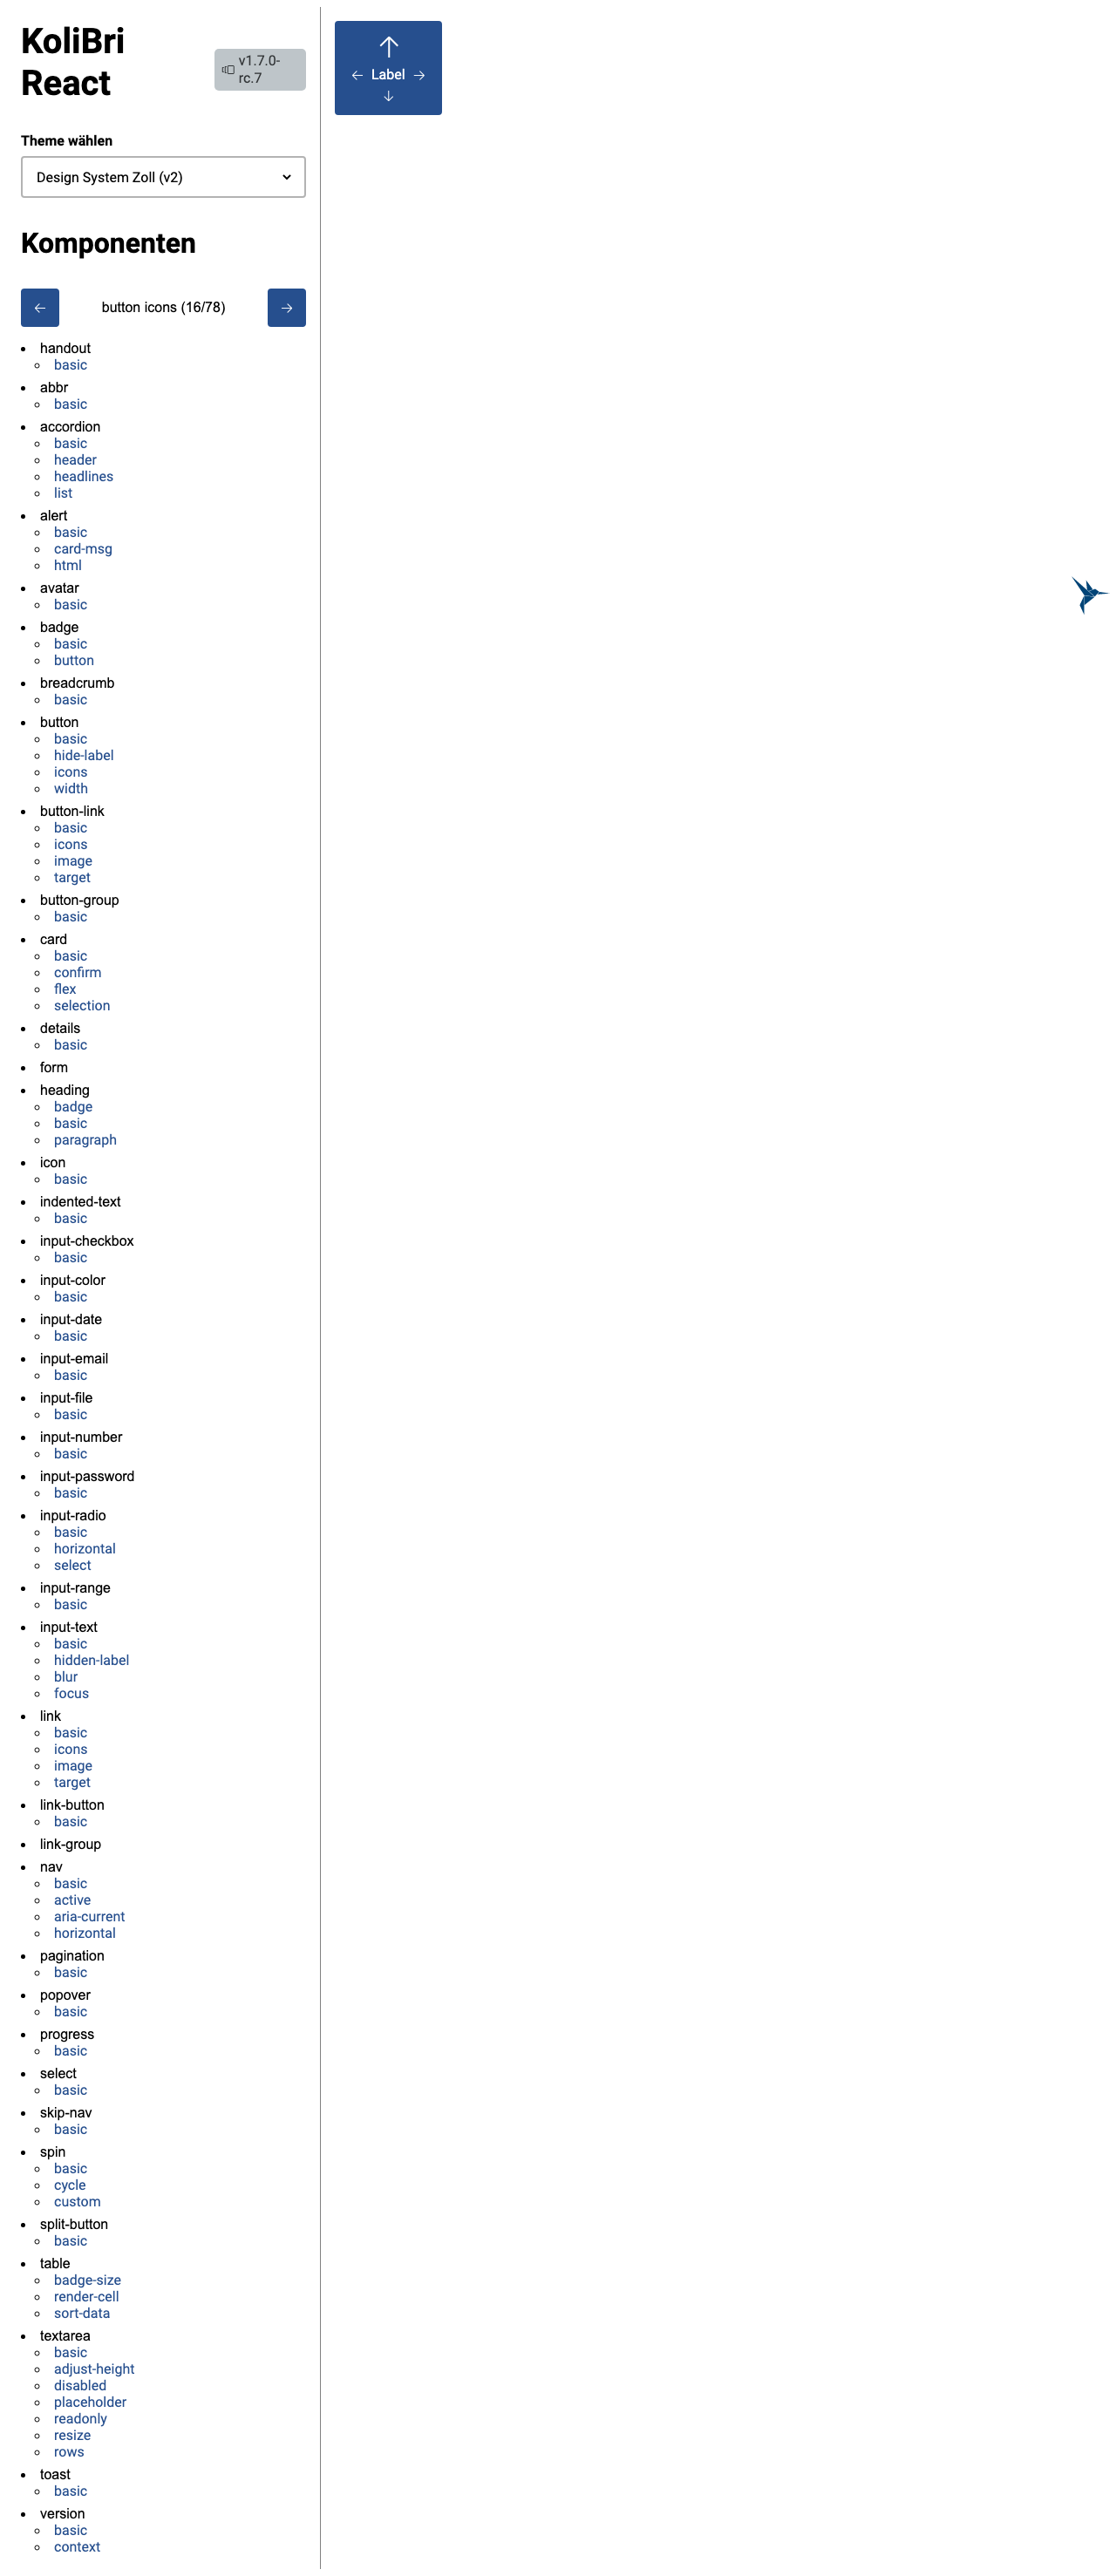 KoliBri
React
v1.7.0-
rc.7
Theme wählen
Design System Zoll (v2)
Komponenten
← button icons (16/78) →
handout
basic
abbr
basic
accordion
basic
header
headlines
list
alert
basic
card-msg
html
avatar
basic
badge
basic
button
breadcrumb
basic
button
basic
hide-label
icons
width
button-link
basic
icons
image
target
button-group
basic
card
basic
confirm
flex
selection
details
basic
form
heading
badge
basic
paragraph
icon
basic
indented-text
basic
input-checkbox
basic
input-color
basic
input-date
basic
input-email
basic
input-file
basic
input-number
basic
input-password
basic
input-radio
basic
horizontal
select
input-range
basic
input-text
basic
hidden-label
blur
focus
link
basic
icons
image
target
link-button
basic
link-group
nav
basic
active
aria-current
horizontal
pagination
basic
popover
basic
progress
basic
select
basic
skip-nav
basic
spin
basic
cycle
custom
split-button
basic
table
badge-size
render-cell
sort-data
textarea
basic
adjust-height
disabled
placeholder
readonly
resize
rows
toast
basic
version
basic
context
↑
← Label →
↓